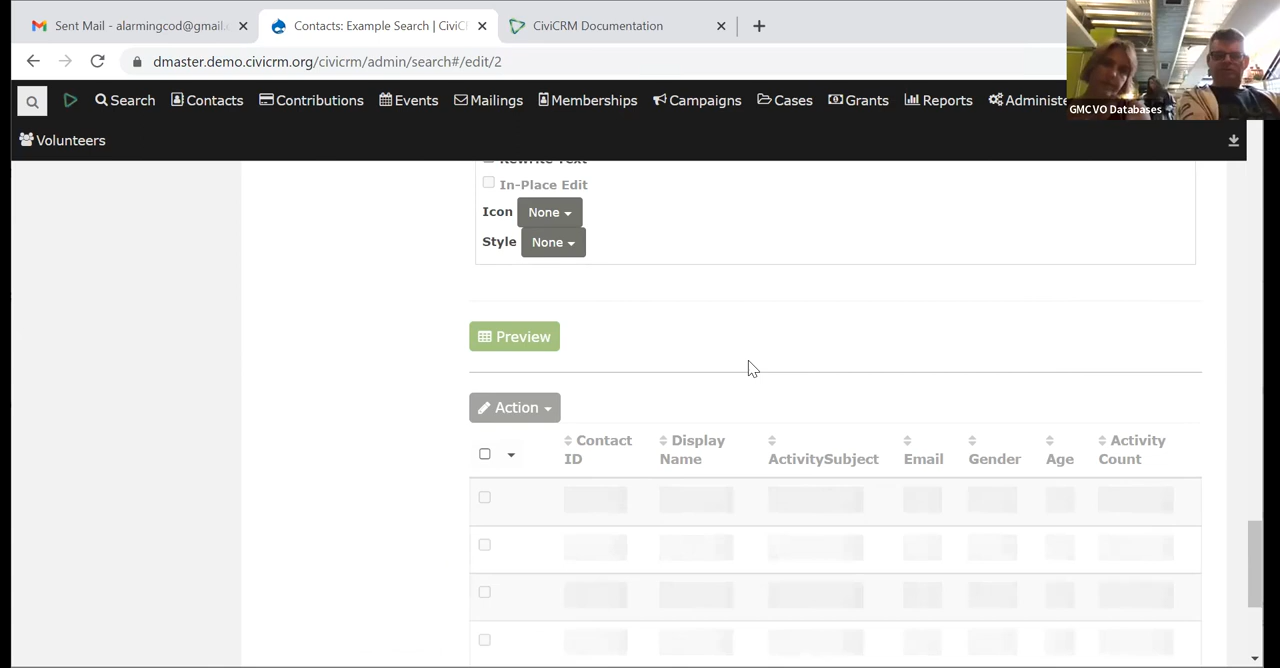 Sent Mail - alarmingcod@gmail.
Contacts: Example Search | CiviC
CiviCRM Documentation
dmaster.demo.civicrm.org/civicrm/admin/search#/edit/2
GMCVO Databases
Search
Contacts
Contributions
Events
Mailings
Memberships
Campaigns
Cases
Grants
Reports
Administe
Volunteers
Rewrite Text
In-Place Edit
Icon None
Style None
Preview
Action
Contact ID
Display Name
ActivitySubject
Email
Gender
Age
Activity Count